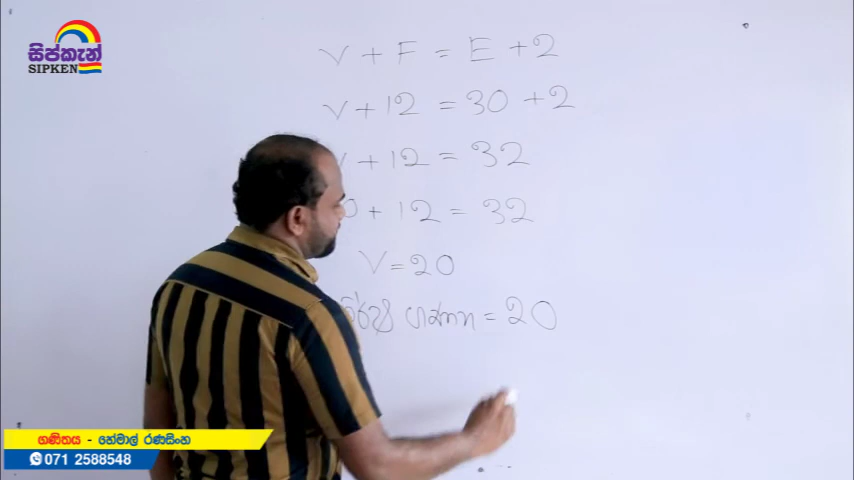 සිප්කැන්
SIPKEN
V + F = E + 2
V + 12 = 30 + 2
V + 12 = 32
+ 12 = 32
V = 20
ගණන = 20
ගණිතය - හේමාල් රණසිංහ
071 2588548